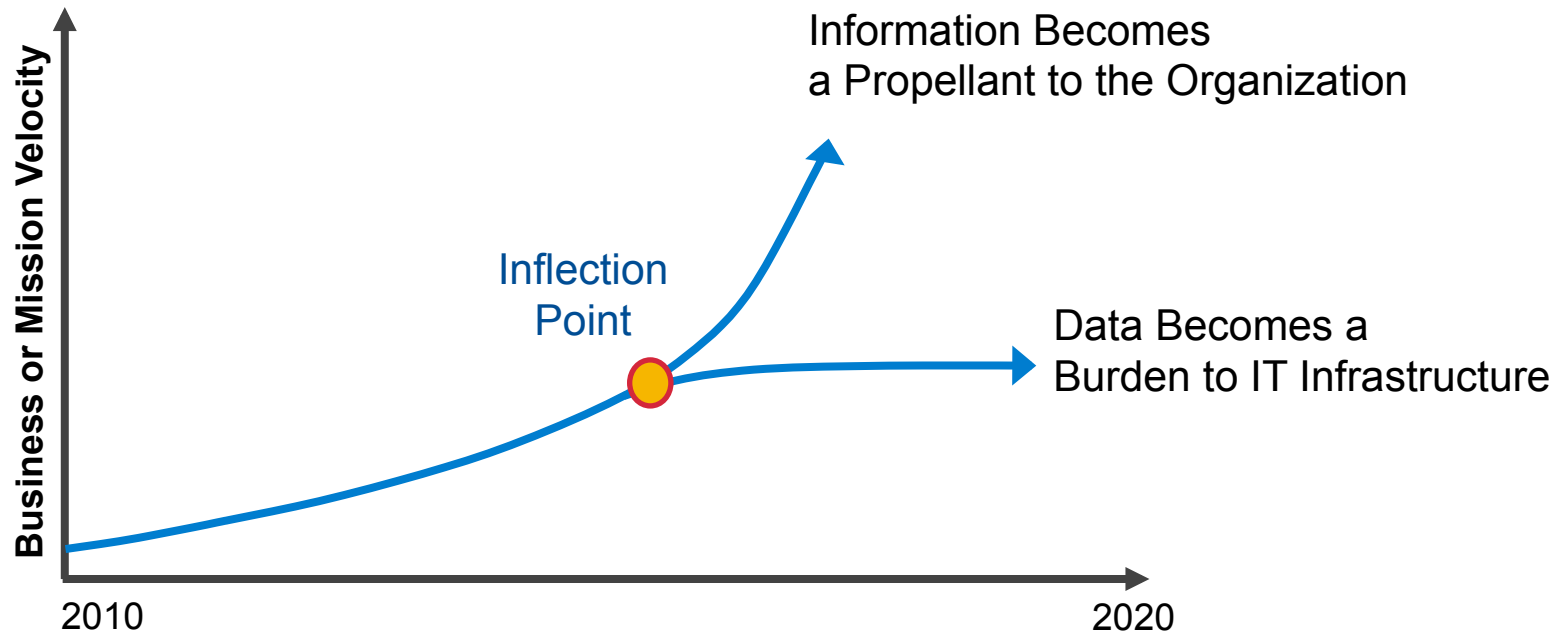 Business or Mission Velocity
Information Becomes
a Propellant to the Organization
Inflection
Point
Data Becomes a
Burden to IT Infrastructure
2010
2020